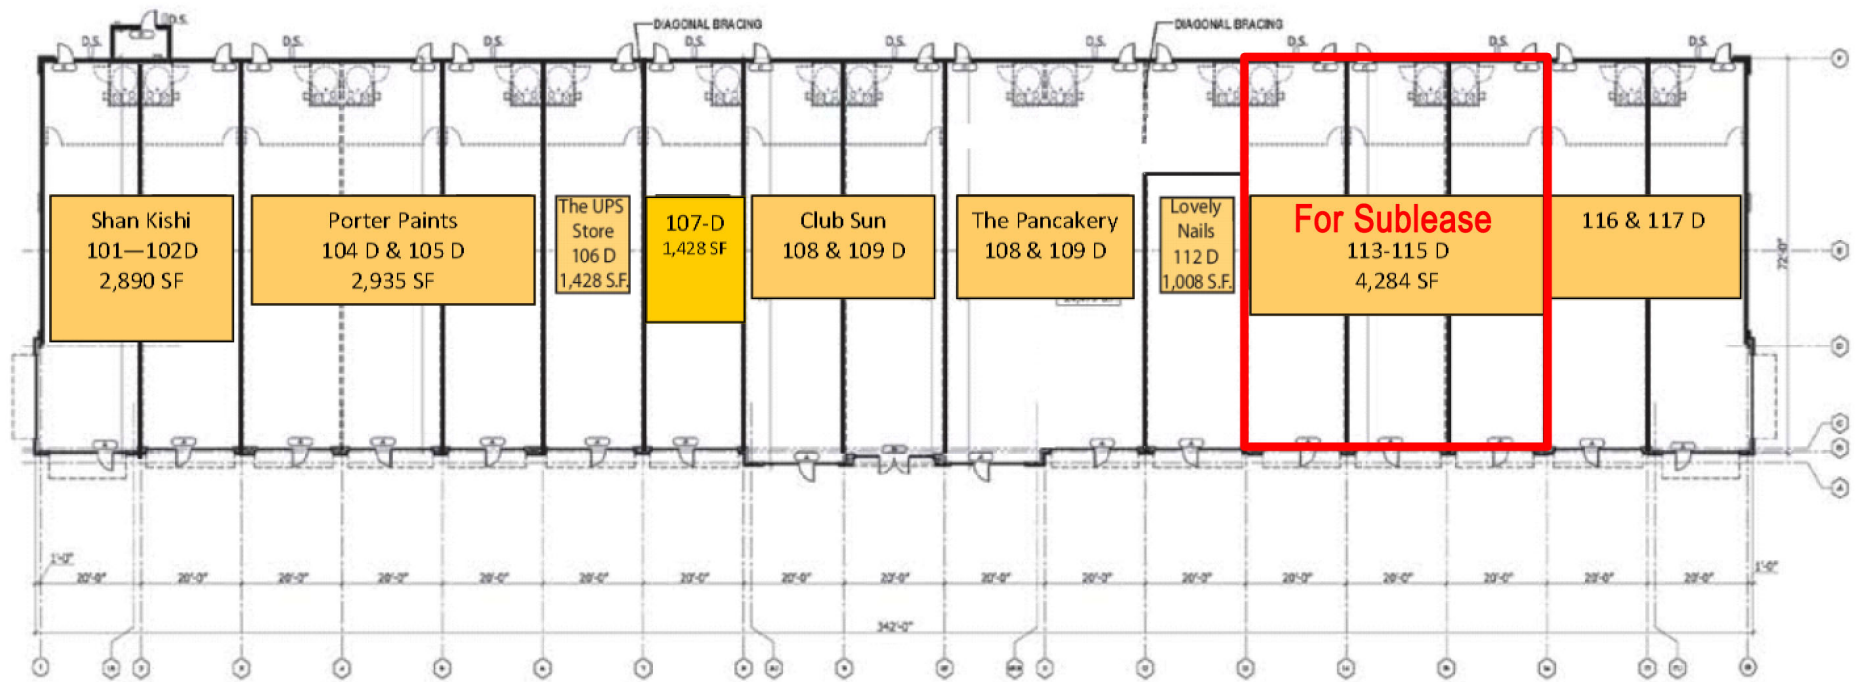 D.S.
DIAGONAL BRACING
DIAGONAL BRACING
D.S.
D.S.
D.S.
D.S.
D.S.
D.S.
D.S.
D.S.
D.S.
Shan Kishi
101—102D
2,890 SF
Porter Paints
104 D & 105 D
2,935 SF
The UPS
Store
106 D
1,428 S.F.
107-D
1,428 SF
Club Sun
108 & 109 D
The Pancakery
108 & 109 D
Lovely
Nails
112 D
1,008 S.F.
For Sublease
113-115 D
4,284 SF
116 & 117 D
72'-0"
1'-0"
20'-0" 20'-0" 20'-0" 20'-0" 20'-0" 20'-0" 20'-0" 20'-0" 20'-0" 20'-0" 20'-0" 20'-0" 20'-0" 20'-0" 20'-0" 20'-0" 20'-0"
1'-0"
342'-0"